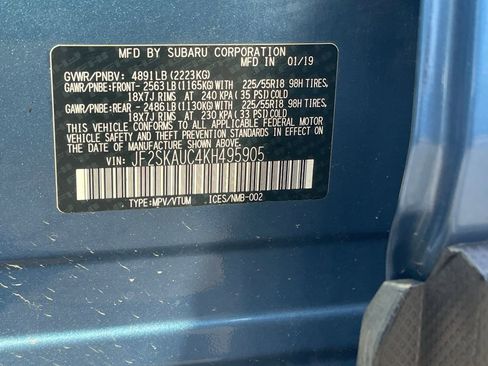 MFD BY SUBARU CORPORATION
GVWR/PNBV: 4891LB (2223KG) IN 01/19
GAWR/PNBE:FRONT- 2563LB (1165KG)WITH 225/55R18 98H TIRES,
18X7J RIMS AT 240 KPA( 35 PSI)COLD
GAWR/PNBE:REAR - 2486LB (1130KG)WITH 225/55R18 98H TIRES,
18X7J RIMS AT 230 KPA( 33 PSI)COLD
THIS VEHICLE CONFORMS TO ALL APPLICABLE U.S. FEDERAL MOTOR
VEHICLE SAFETY AND THEFT PREVENTION STANDARDS IN EFFECT ON
THE DATE OF MANUFACTURE SHOWN ABOVE.
VIN: JF2SKAUC4KH495905
TYPE:MPV/VTUM ICES/NMB-002